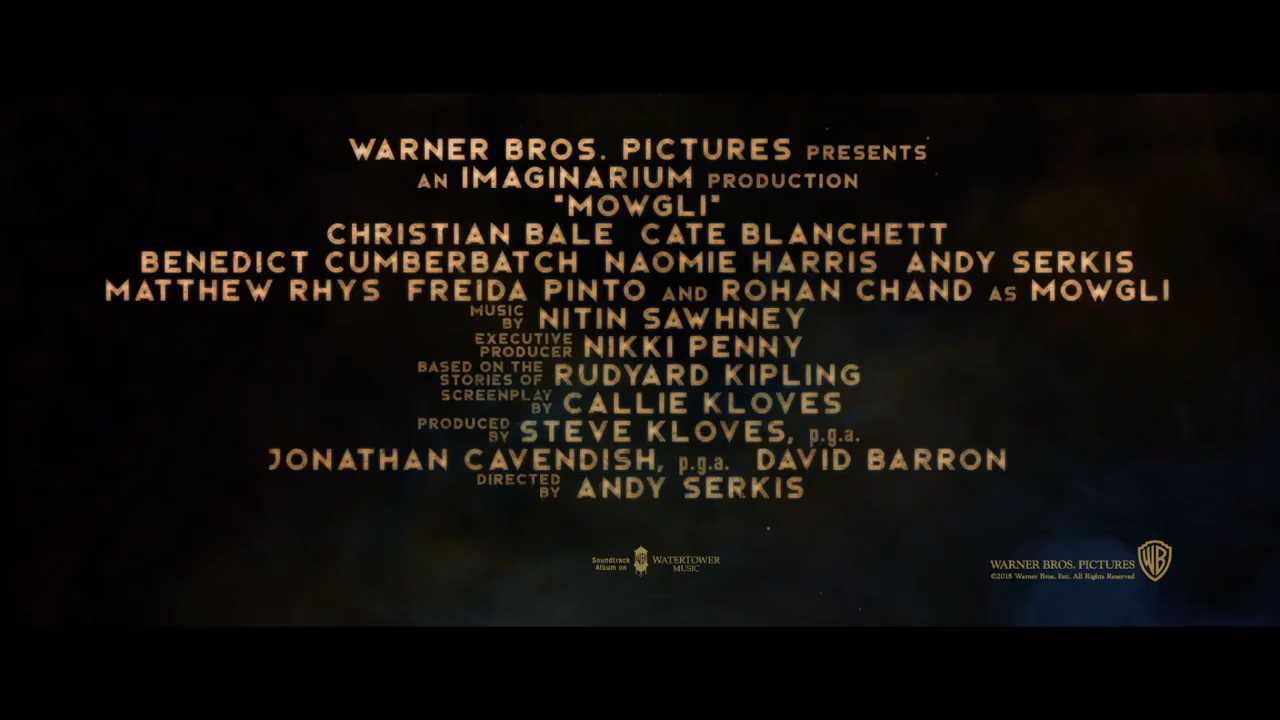 WARNER BROS. PICTURES PRESENTS
AN IMAGINARIUM PRODUCTION
"MOWGLI"
CHRISTIAN BALE CATE BLANCHETT
BENEDICT CUMBERBATCH NAOMIE HARRIS ANDY SERKIS
MATTHEW RHYS FREIDA PINTO AND ROHAN CHAND AS MOWGLI
MUSIC BY NITIN SAWHNEY
EXECUTIVE PRODUCER NIKKI PENNY
BASED ON THE STORIES OF RUDYARD KIPLING
SCREENPLAY BY CALLIE KLOVES
PRODUCED BY STEVE KLOVES, p.g.a.
JONATHAN CAVENDISH, p.g.a. DAVID BARRON
DIRECTED BY ANDY SERKIS
Soundtrack Album on WB WATERTOWER MUSIC
WARNER BROS. PICTURES WB
©2018 Warner Bros. Ent. All Rights Reserved